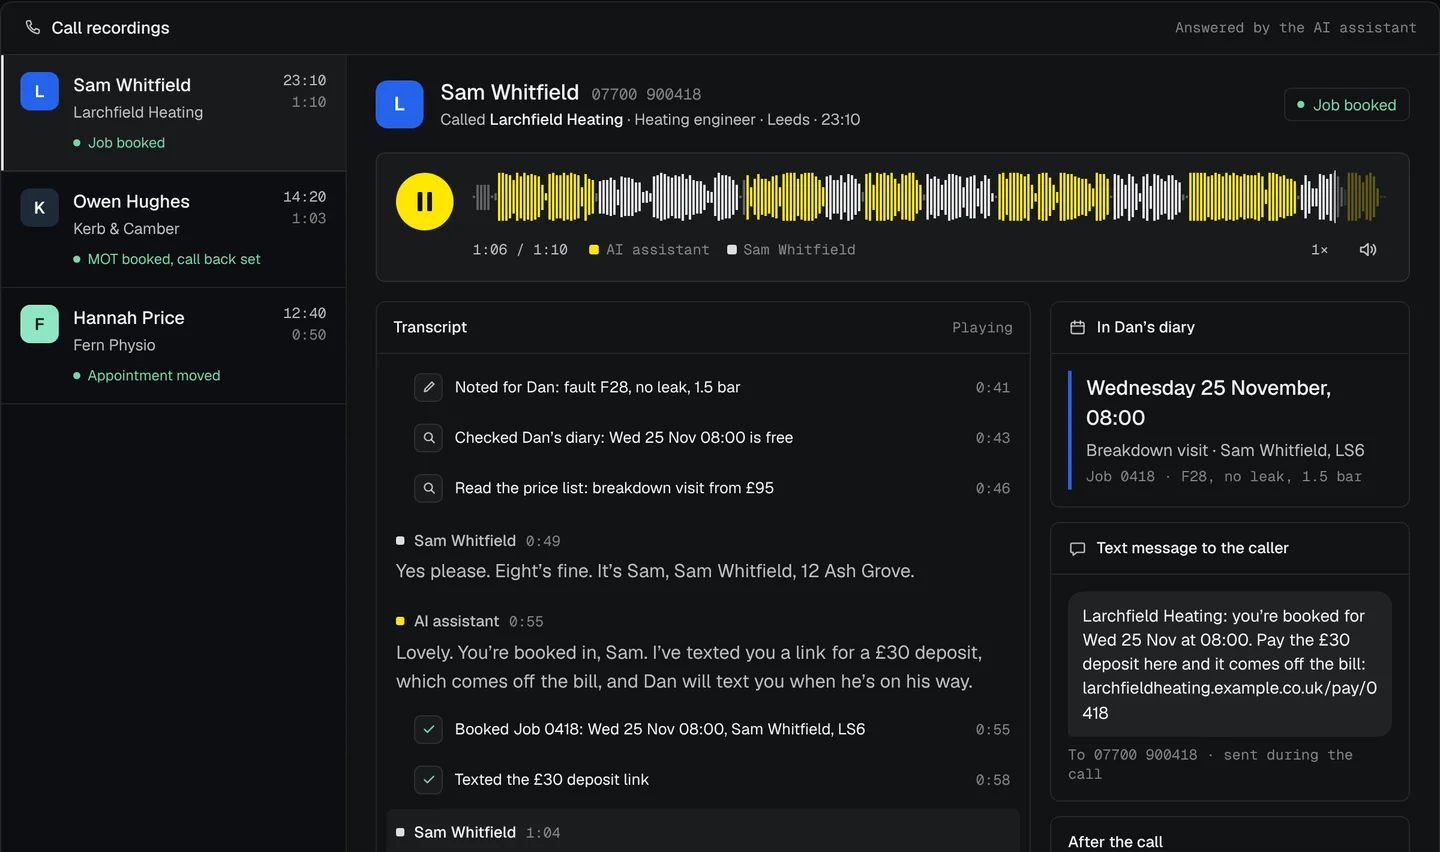 Call recordings
Answered by the AI assistant
L
Sam Whitfield
23:10
Larchfield Heating
1:10
Job booked
K
Owen Hughes
14:20
Kerb & Camber
1:03
MOT booked, call back set
F
Hannah Price
12:40
Fern Physio
0:50
Appointment moved
L
Sam Whitfield 07700 900418
Called Larchfield Heating · Heating engineer · Leeds · 23:10
Job booked
1:06 / 1:10
AI assistant
Sam Whitfield
1×
Transcript
Playing
Noted for Dan: fault F28, no leak, 1.5 bar
0:41
Checked Dan’s diary: Wed 25 Nov 08:00 is free
0:43
Read the price list: breakdown visit from £95
0:46
Sam Whitfield 0:49
Yes please. Eight’s fine. It’s Sam, Sam Whitfield, 12 Ash Grove.
AI assistant 0:55
Lovely. You’re booked in, Sam. I’ve texted you a link for a £30 deposit,
which comes off the bill, and Dan will text you when he’s on his way.
Booked Job 0418: Wed 25 Nov 08:00, Sam Whitfield, LS6
0:55
Texted the £30 deposit link
0:58
Sam Whitfield 1:04
In Dan’s diary
Wednesday 25 November,
08:00
Breakdown visit · Sam Whitfield, LS6
Job 0418 · F28, no leak, 1.5 bar
Text message to the caller
Larchfield Heating: you’re booked for
Wed 25 Nov at 08:00. Pay the £30
deposit here and it comes off the bill:
larchfieldheating.example.co.uk/pay/0
418
To 07700 900418 · sent during the
call
After the call